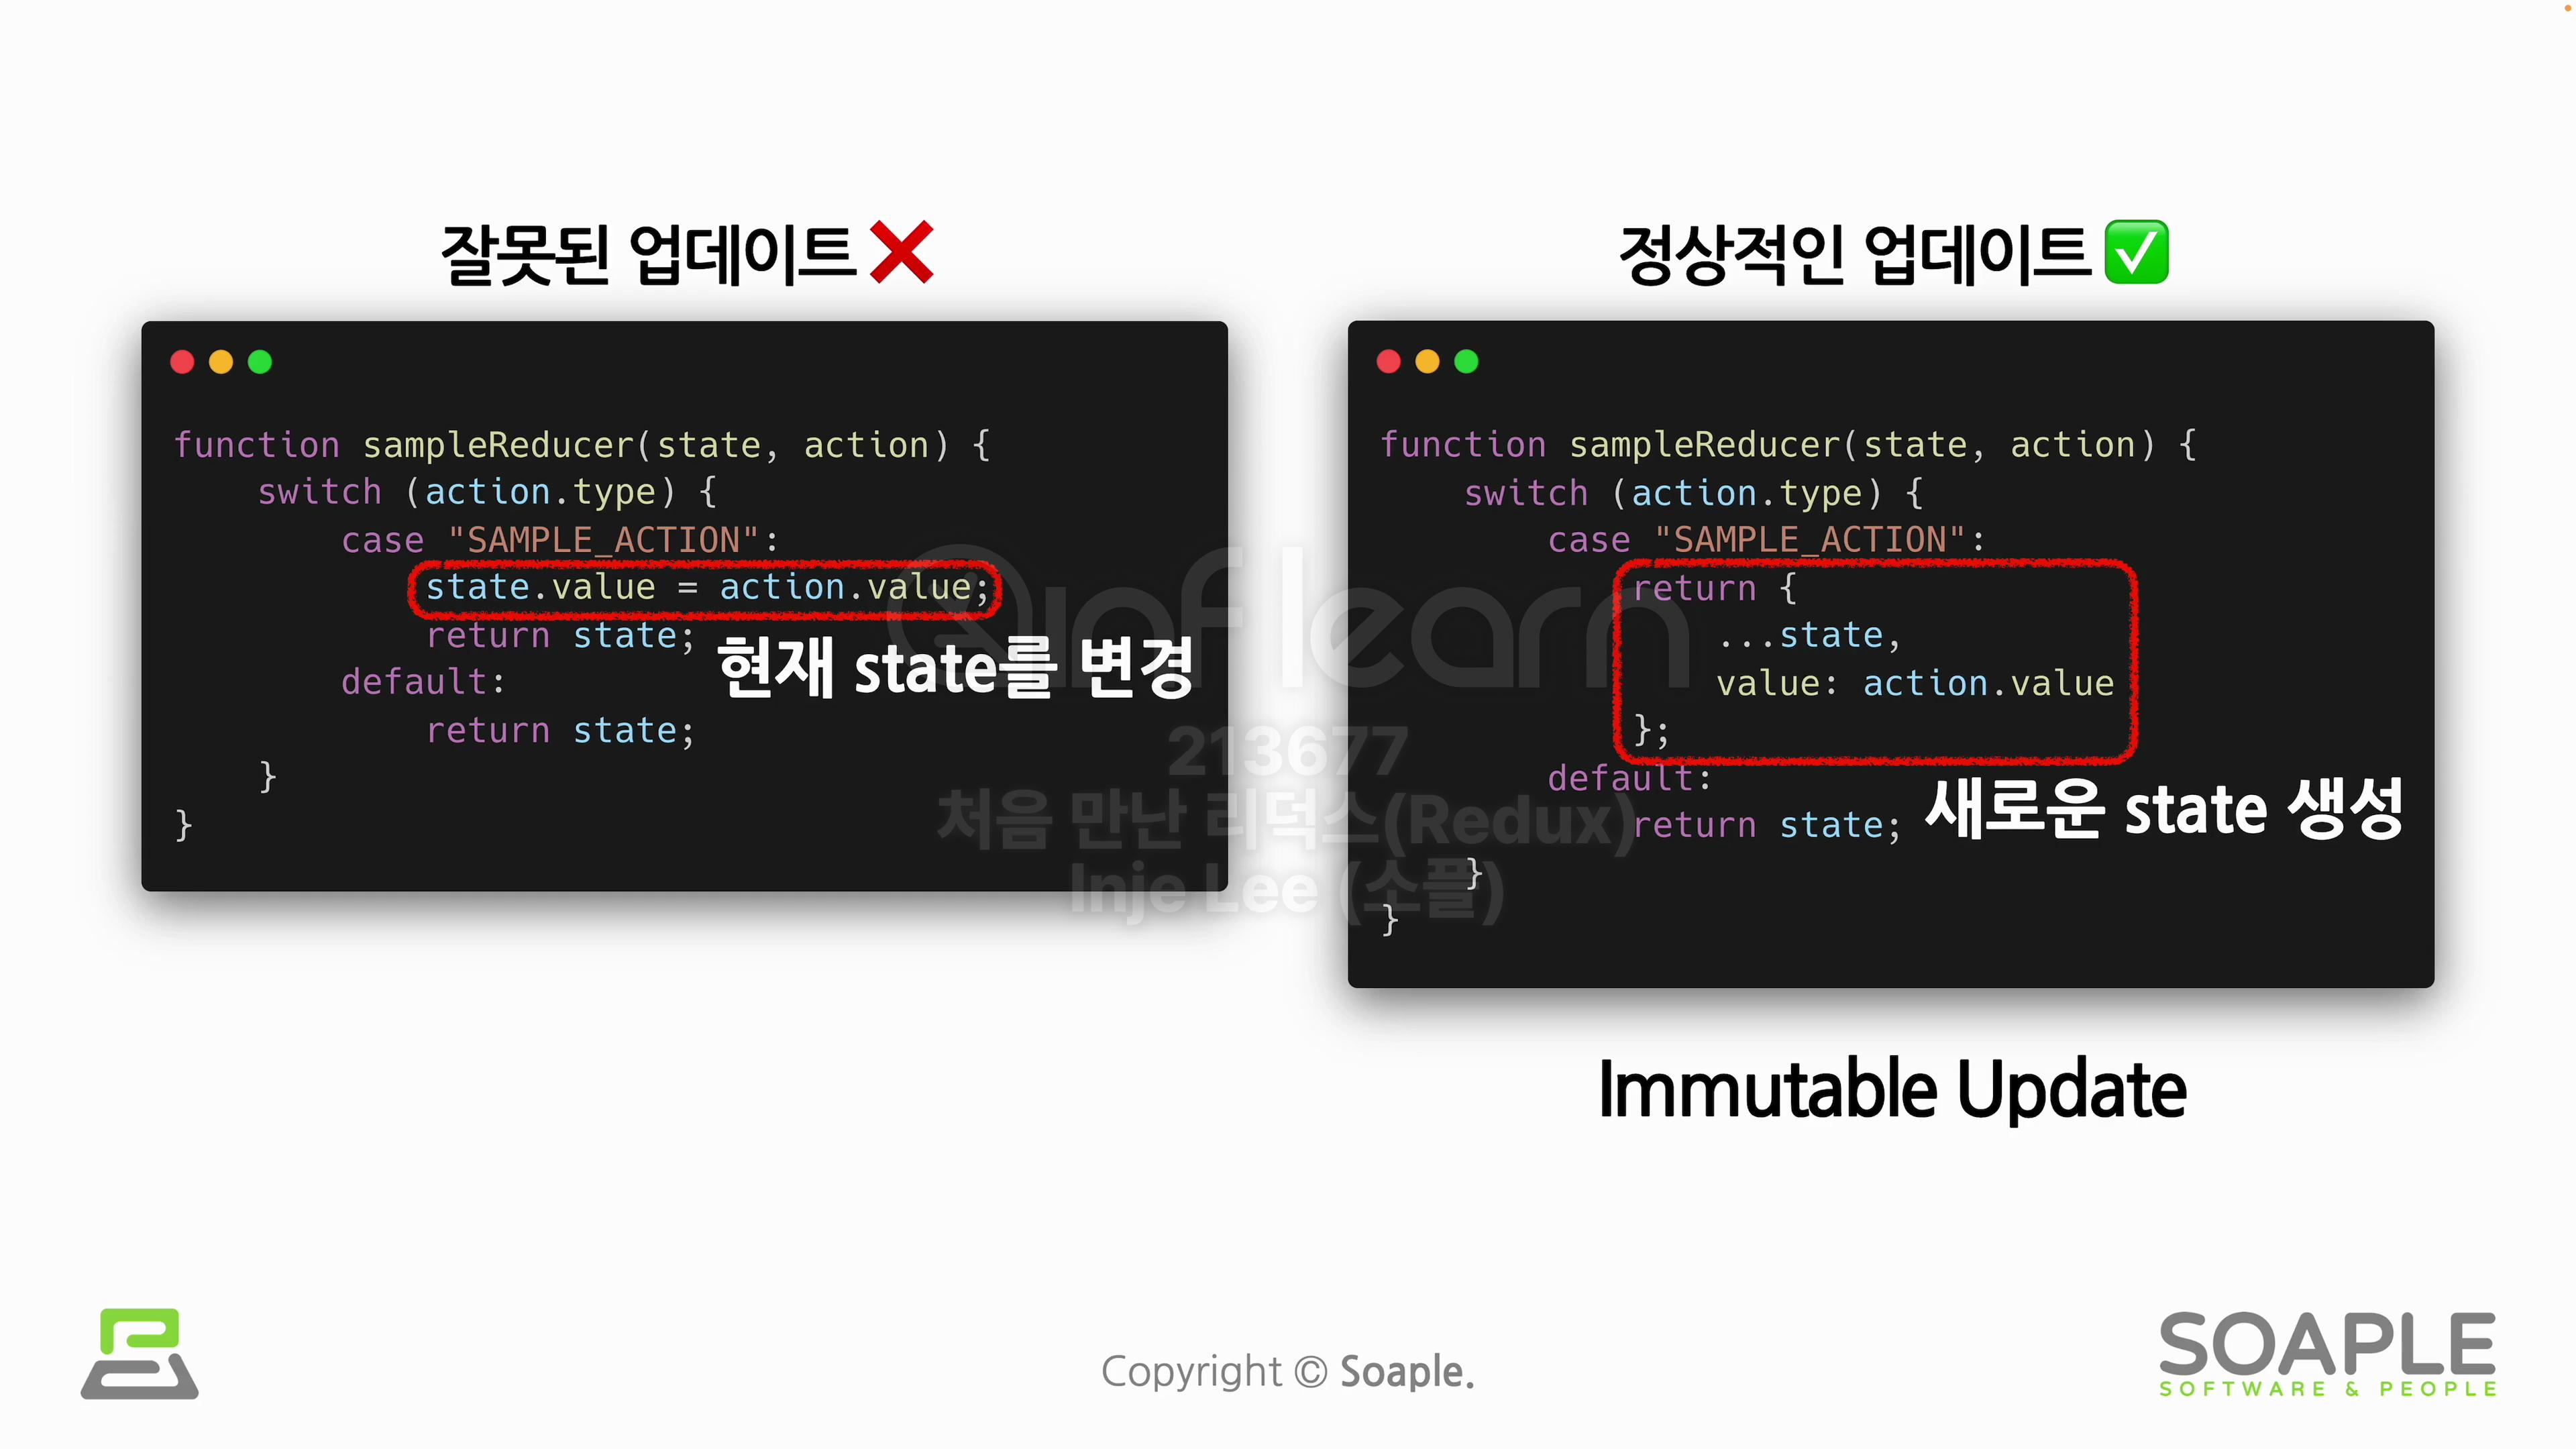 잘못된 업데이트❌
function sampleReducer(state, action) {
    switch (action.type) {
        case "SAMPLE_ACTION":
            state.value = action.value;
            return state;
현재 state를 변경
        default:
            return state;
    }
}
정상적인 업데이트 ✅
function sampleReducer(state, action) {
    switch (action.type) {
        case "SAMPLE_ACTION":
            return {
                ...state,
                value: action.value
            };
        default:
            return state;
새로운 state 생성
    }
}
Immutable Update
inflearn
213677
처음 만난 리덕스(Redux)
Inje Lee (소플)
Copyright © Soaple.
SOAPLE
SOFTWARE & PEOPLE